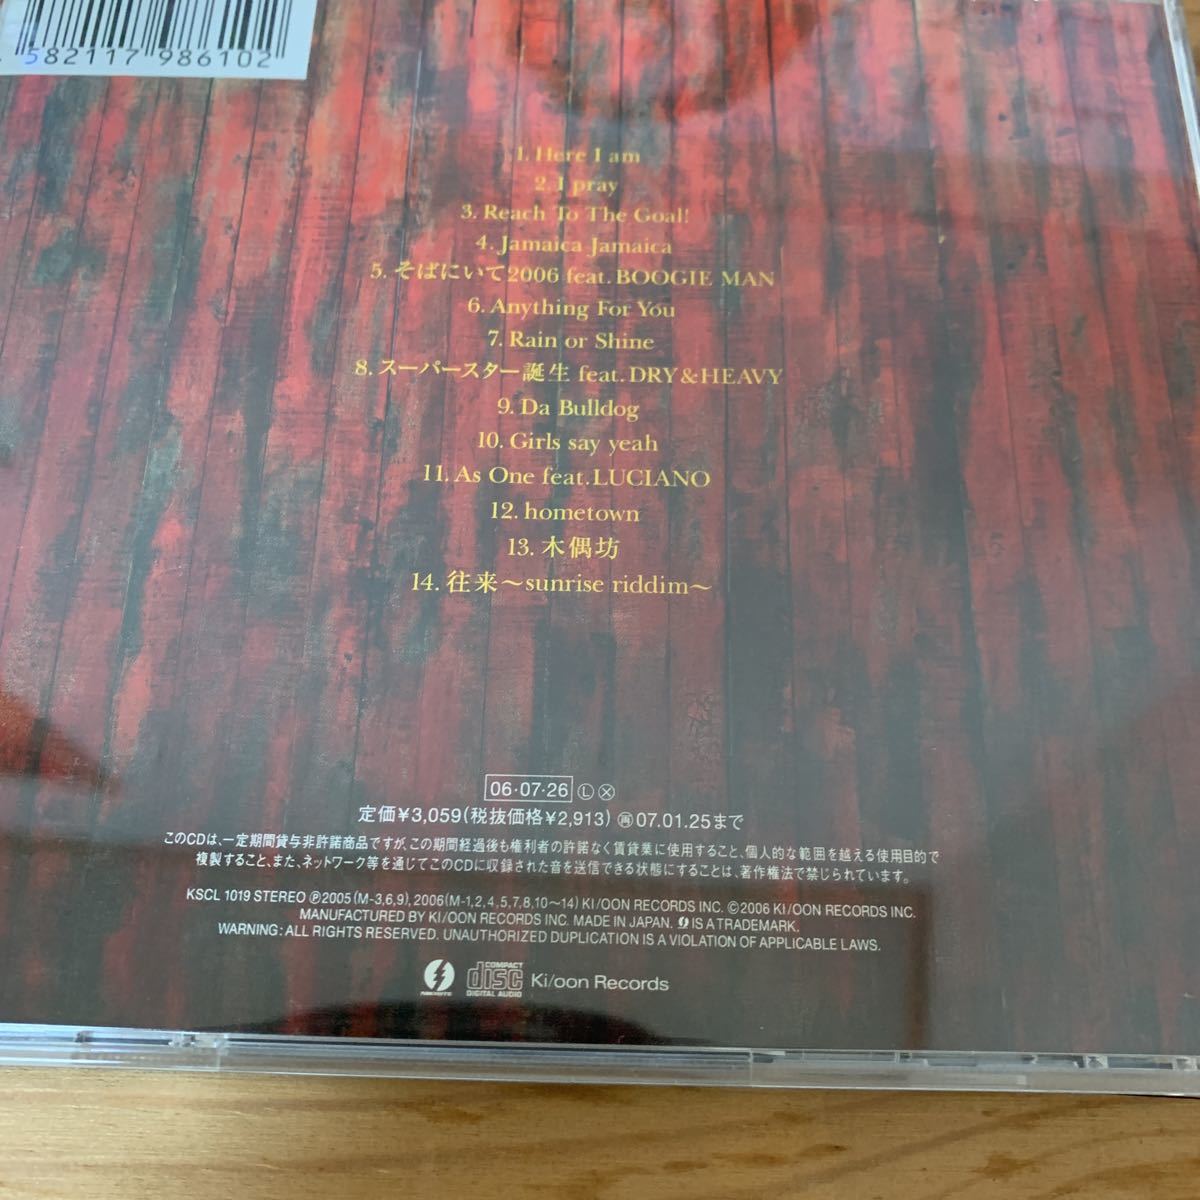 582117 986102
1. Here I am
2. I pray
3. Reach To The Goal!
4. Jamaica Jamaica
5. そばにいて2006 feat. BOOGIE MAN
6. Anything For You
7. Rain or Shine
8. スーパースター誕生 feat. DRY&HEAVY
9. Da Bulldog
10. Girls say yeah
11. As One feat. LUCIANO
12. hometown
13. 木偶坊
14. 往来〜sunrise riddim〜
06・07・26 Ⓛ Ⓧ
定価¥3,059(税抜価格¥2,913) ㊢07.01.25まで
このCDは、一定期間貸与非許諾商品ですが、この期間経過後も権利者の許諾なく賃貸業に使用すること、個人的な範囲を越える使用目的で
複製すること、また、ネットワーク等を通じてこのCDに収録された音を送信できる状態にすることは、著作権法で禁じられています。
KSCL 1019 STEREO ℗2005 (M-3,6,9), 2006 (M-1,2,4,5,7,8,10〜14) KI/OON RECORDS INC. ©2006 KI/OON RECORDS INC.
MANUFACTURED BY KI/OON RECORDS INC. MADE IN JAPAN. IS A TRADEMARK.
WARNING: ALL RIGHTS RESERVED. UNAUTHORIZED DUPLICATION IS A VIOLATION OF APPLICABLE LAWS.
COMPACT disc DIGITAL AUDIO Ki/oon Records